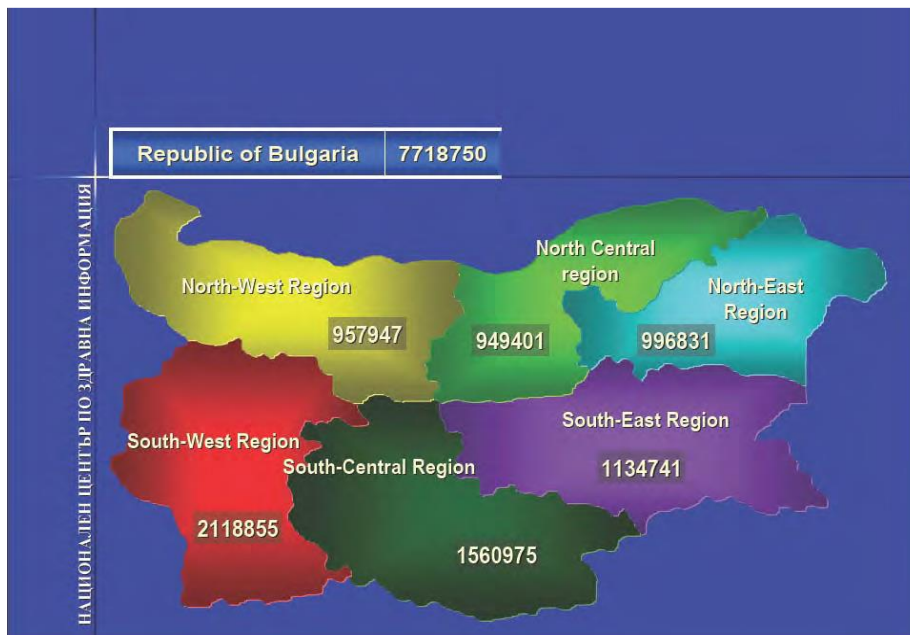 Republic of Bulgaria 7718750
НАЦИОНАЛЕН ЦЕНТЪР ПО ЗДРАВНА ИНФОРМАЦИЯ
North-West Region
957947
North Central
region
949401
North-East
Region
996831
South-West Region
2118855
South-Central Region
1560975
South-East Region
1134741